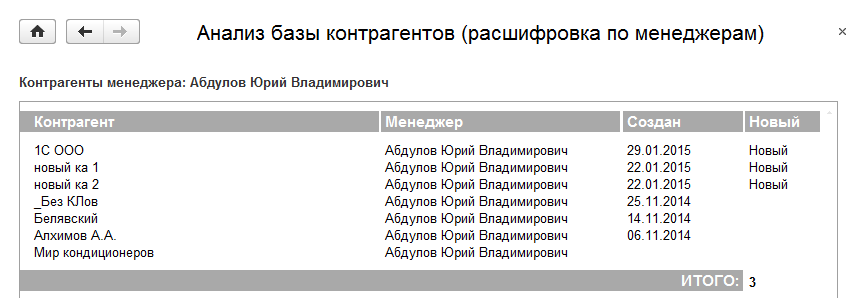 Анализ базы контрагентов (расшифровка по менеджерам)
Контрагенты менеджера: Абдулов Юрий Владимирович
Контрагент Менеджер Создан Новый
1С ООО Абдулов Юрий Владимирович 29.01.2015 Новый
новый ка 1 Абдулов Юрий Владимирович 22.01.2015 Новый
новый ка 2 Абдулов Юрий Владимирович 22.01.2015 Новый
_Без КЛов Абдулов Юрий Владимирович 25.11.2014
Белявский Абдулов Юрий Владимирович 14.11.2014
Алхимов А.А. Абдулов Юрий Владимирович 06.11.2014
Мир кондиционеров Абдулов Юрий Владимирович
ИТОГО: 3